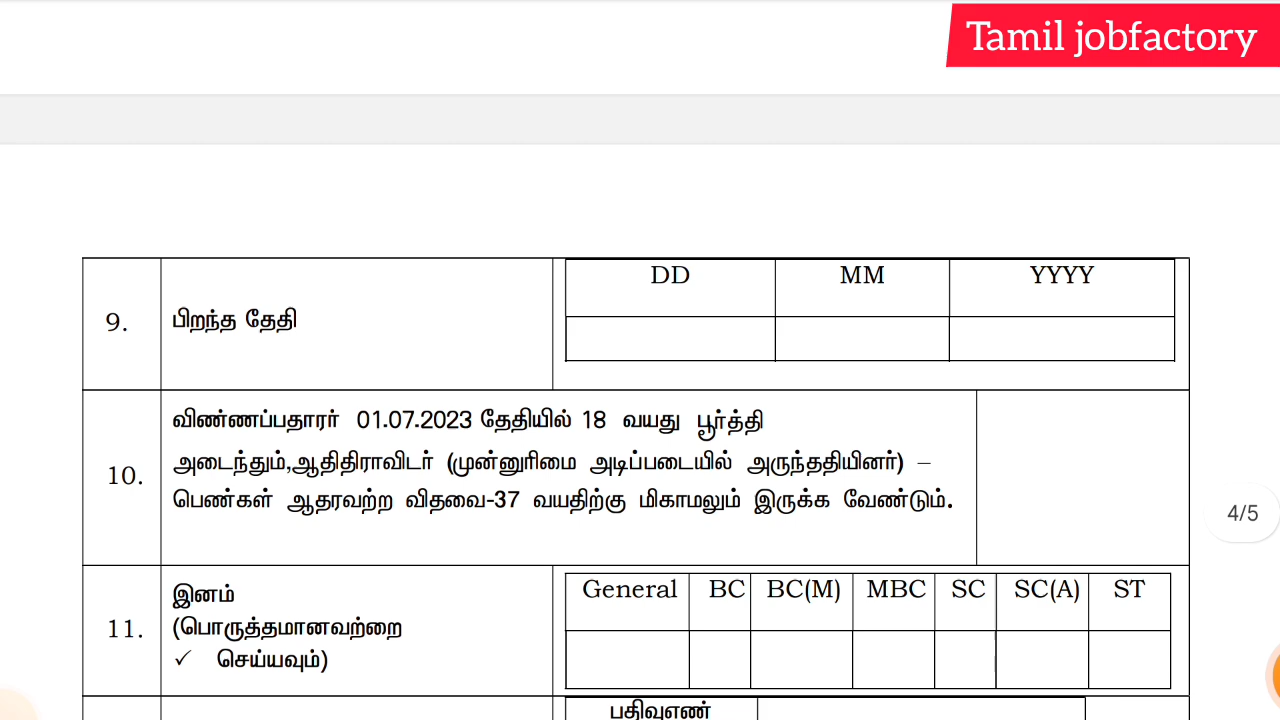 Tamil jobfactory
9.
பிறந்த தேதி
DD MM YYYY
10.
விண்ணப்பதாரர் 01.07.2023 தேதியில் 18 வயது பூர்த்தி
அடைந்தும்,ஆதிதிராவிடர் (முன்னுரிமை அடிப்படையில் அருந்ததியினர்) –
பெண்கள் ஆதரவற்ற விதவை-37 வயதிற்கு மிகாமலும் இருக்க வேண்டும்.
4/5
11.
இனம்
(பொருத்தமானவற்றை
✓ செய்யவும்)
General BC BC(M) MBC SC SC(A) ST
பதிவுஎண்